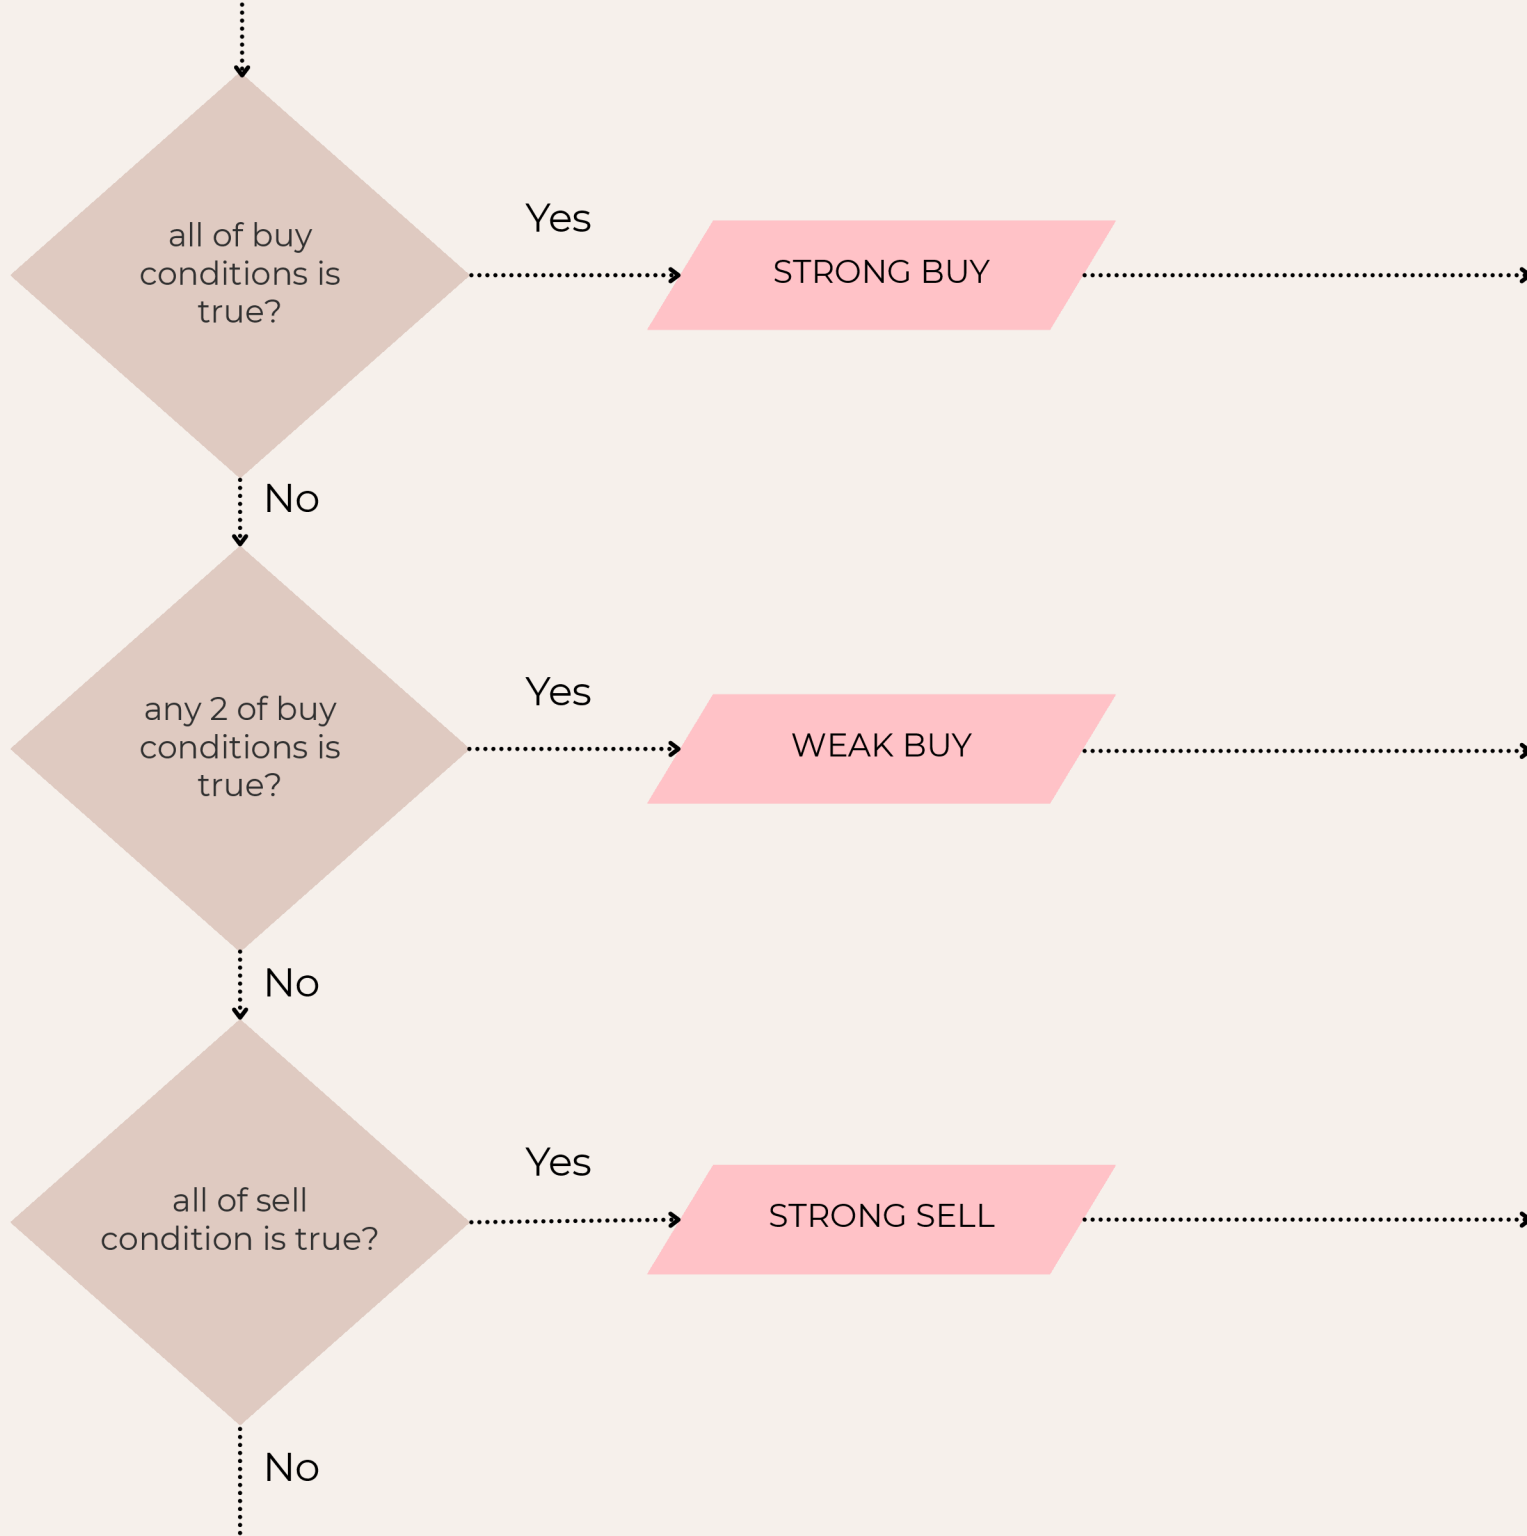 all of buy
conditions is
true?
Yes
STRONG BUY
No
any 2 of buy
conditions is
true?
Yes
WEAK BUY
No
all of sell
condition is true?
Yes
STRONG SELL
No